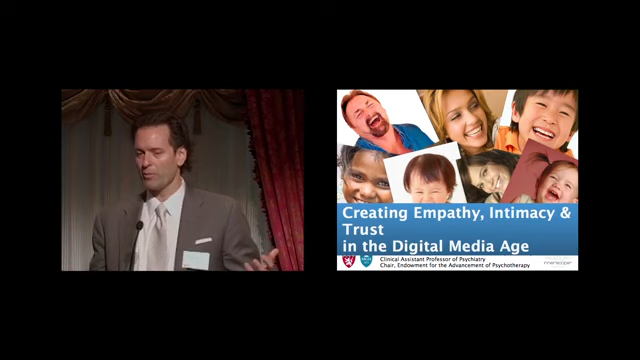 Creating Empathy, Intimacy &
Trust
in the Digital Media Age
Clinical Assistant Professor of Psychiatry
Chair, Endowment for the Advancement of Psychotherapy